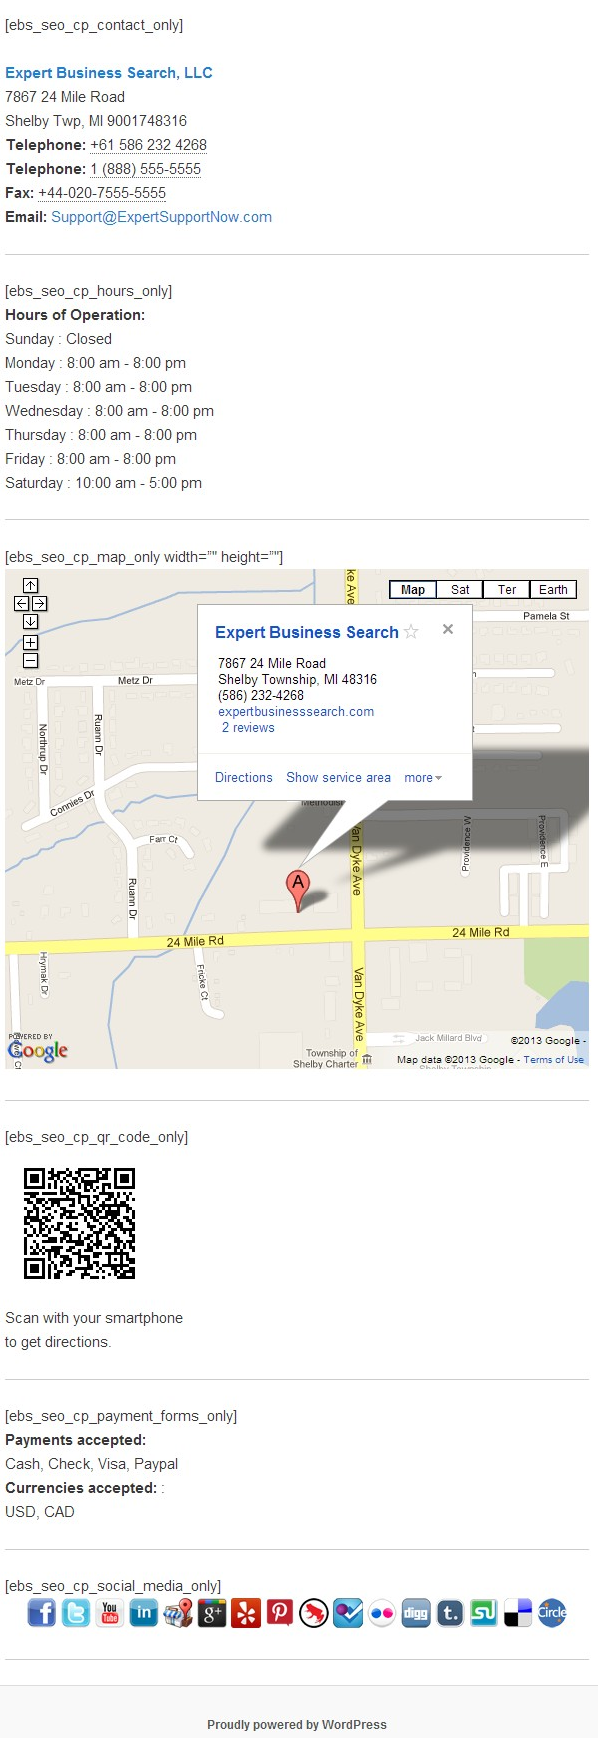 [ebs_seo_cp_contact_only]
Expert Business Search, LLC
7867 24 Mile Road
Shelby Twp, MI 9001748316
Telephone: +61 586 232 4268
Telephone: 1 (888) 555-5555
Fax: +44-020-7555-5555
Email: Support@ExpertSupportNow.com
[ebs_seo_cp_hours_only]
Hours of Operation:
Sunday : Closed
Monday : 8:00 am - 8:00 pm
Tuesday : 8:00 am - 8:00 pm
Wednesday : 8:00 am - 8:00 pm
Thursday : 8:00 am - 8:00 pm
Friday : 8:00 am - 8:00 pm
Saturday : 10:00 am - 5:00 pm
[ebs_seo_cp_map_only width="" height=""]
Map Sat Ter Earth
ke Ave
Pamela St
Expert Business Search
7867 24 Mile Road
Shelby Township, MI 48316
(586) 232-4268
expertbusinesssearch.com
2 reviews
Directions Show service area more
Metz Dr
Metz Dr
Northrup Dr
Ruann Dr
Connies Dr
Methodis
Farr Ct
Van Dyke Ave
Providence W
Providence E
A
Ruann Dr
24 Mile Rd
24 Mile Rd
Hrymak Dr
Fricke Ct
Van Dyke Ave
POWERED BY
Google
Jack Millard Blvd
©2013 Google -
Township of
Shelby Charter
Map data ©2013 Google - Terms of Use
Shelby Township
[ebs_seo_cp_qr_code_only]
Scan with your smartphone
to get directions.
[ebs_seo_cp_payment_forms_only]
Payments accepted:
Cash, Check, Visa, Paypal
Currencies accepted: :
USD, CAD
[ebs_seo_cp_social_media_only]
f t You Tube in g+ digg t. Circle
Proudly powered by WordPress